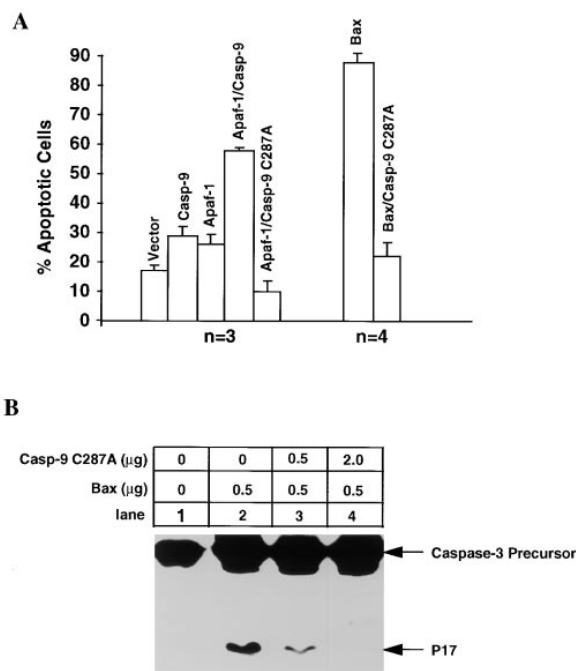 A
% Apoptotic Cells
90
80
70
60
50
40
30
20
10
0
Vector
Casp-9
Apaf-1
Apaf-1/Casp-9
Apaf-1/Casp-9 C287A
Bax
Bax/Casp-9 C287A
n=3 n=4
B
Casp-9 C287A (µg) 0 0 0.5 2.0
Bax (µg) 0 0.5 0.5 0.5
lane 1 2 3 4
Caspase-3 Precursor
P17